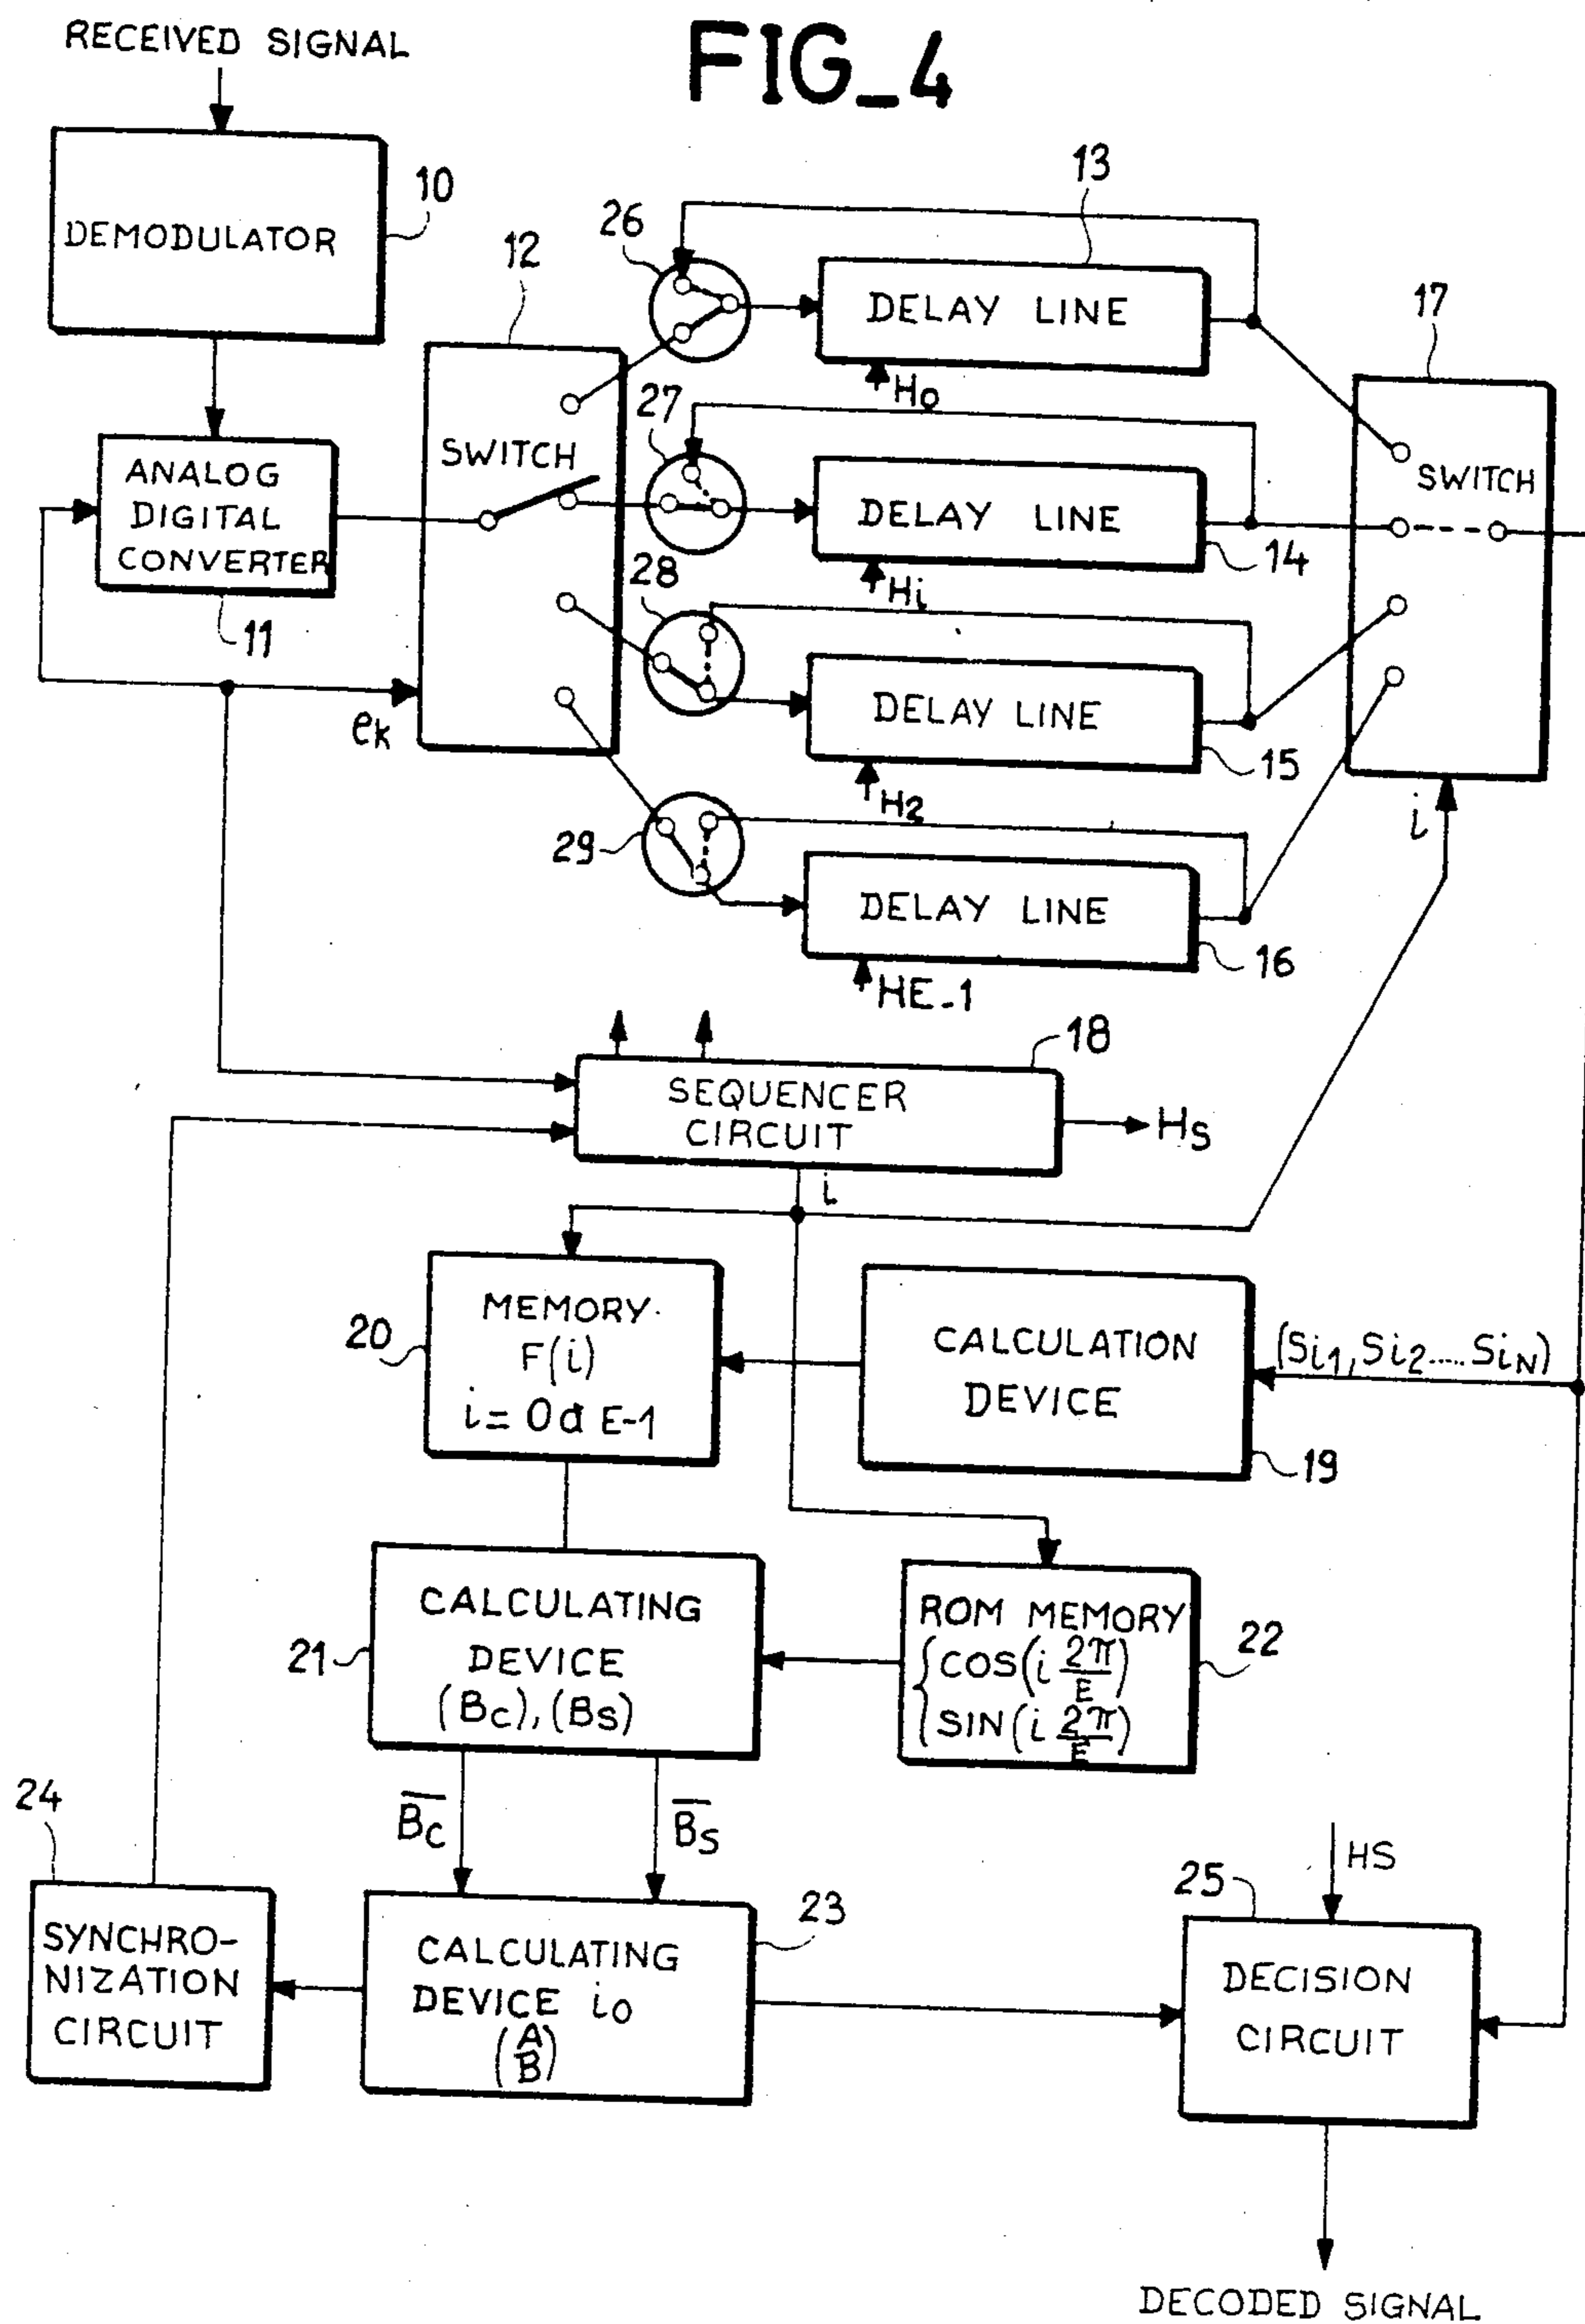 RECEIVED SIGNAL
FIG_4
DEMODULATOR
10
12
26
13
DELAY LINE
17
H0
ANALOG
DIGITAL
CONVERTER
11
SWITCH
27
DELAY LINE
14
Hi
SWITCH
28
DELAY LINE
15
H2
ek
29
DELAY LINE
16
HE-1
i
18
SEQUENCER
CIRCUIT
HS
i
20
MEMORY
F(i)
i = 0 à E-1
CALCULATION
DEVICE
19
(Si1, Si2..... SiN)
21
CALCULATING
DEVICE
(Bc), (Bs)
ROM MEMORY
COS(i 2π/E)
SIN(i 2π/E)
22
Bc
Bs
24
SYNCHRO-
NIZATION
CIRCUIT
23
CALCULATING
DEVICE i0
(A/B)
25
HS
DECISION
CIRCUIT
DECODED SIGNAL